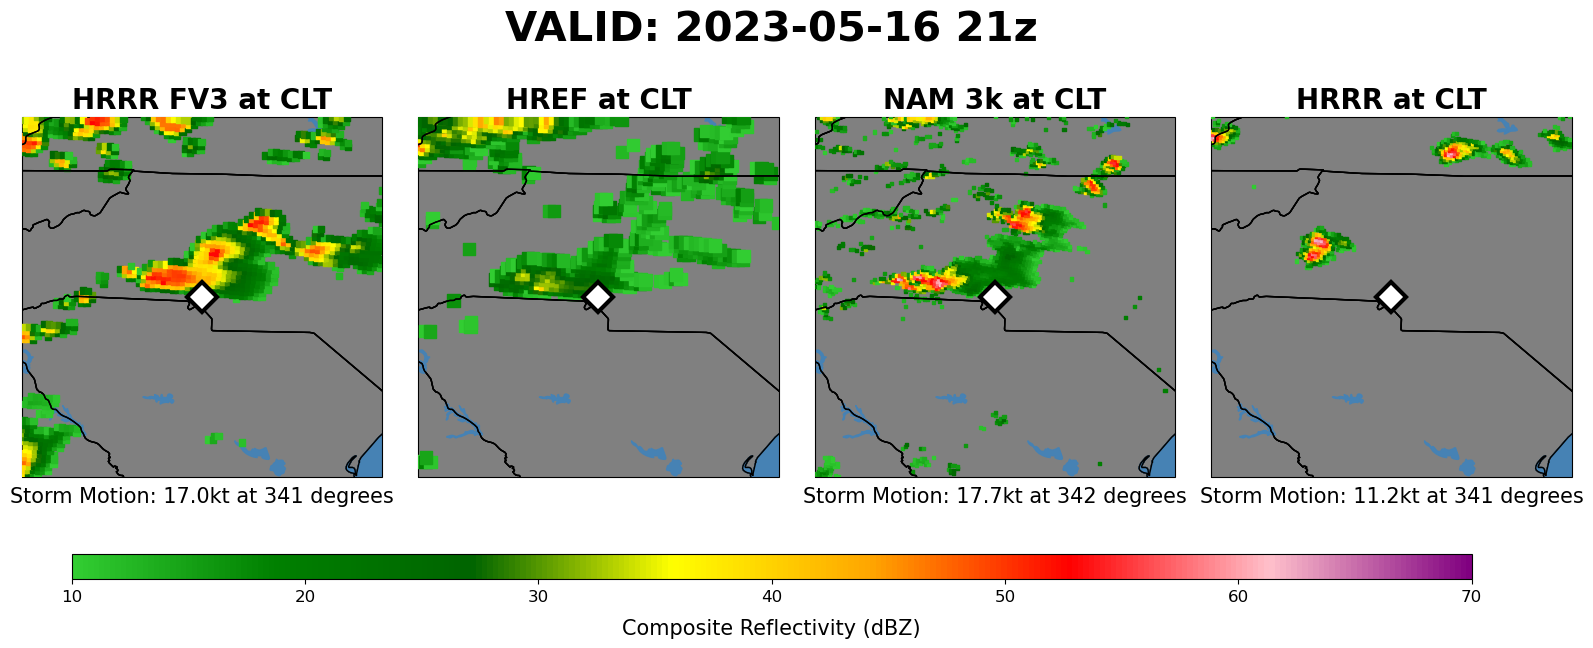 VALID: 2023-05-16 21z
HRRR FV3 at CLT
HREF at CLT
NAM 3k at CLT
HRRR at CLT
Storm Motion: 17.0kt at 341 degrees
Storm Motion: 17.7kt at 342 degrees
Storm Motion: 11.2kt at 341 degrees
10 20 30 40 50 60 70
Composite Reflectivity (dBZ)